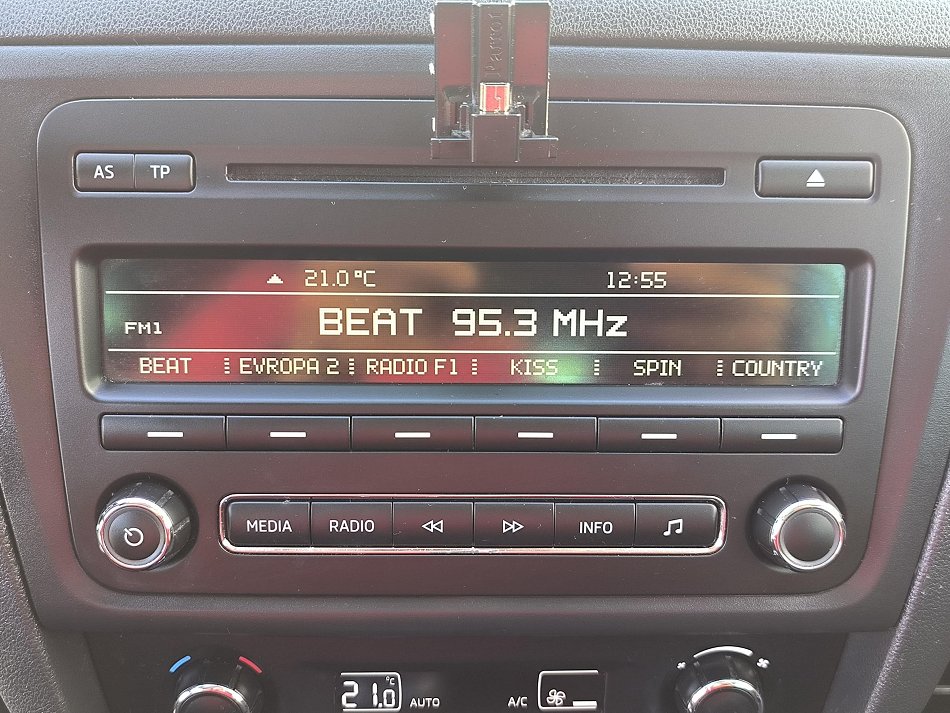 AS TP
21.0 °C 12:55
FM1 BEAT 95.3 MHz
BEAT EVROPA 2 RADIO F1 KISS SPIN COUNTRY
MEDIA RADIO INFO
21.0 °C AUTO A/C